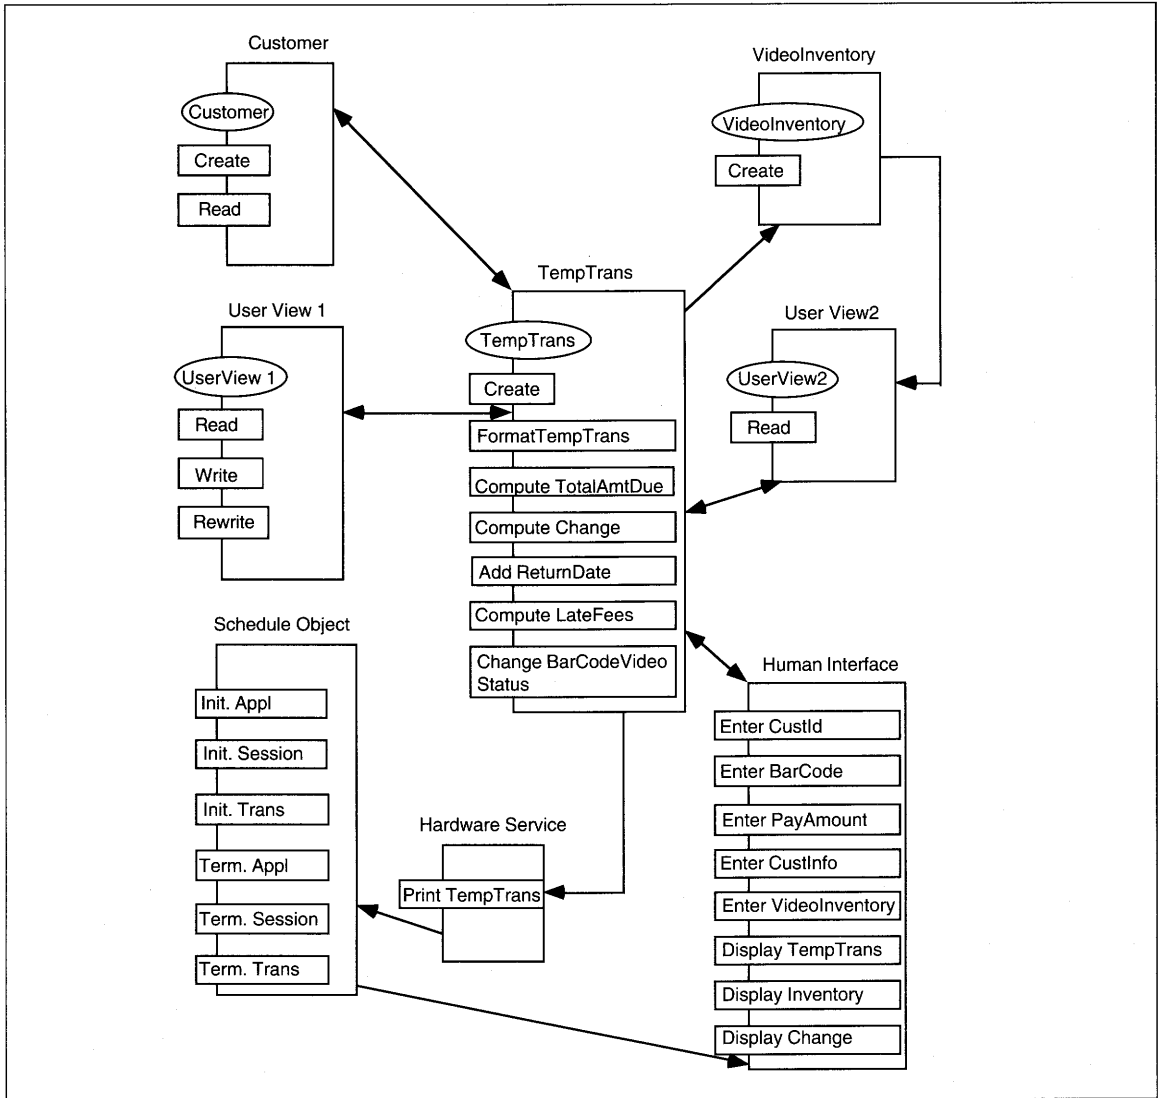 Customer
Customer
Create
Read
VideoInventory
VideoInventory
Create
TempTrans
TempTrans
Create
FormatTempTrans
Compute TotalAmtDue
Compute Change
Add ReturnDate
Compute LateFees
Change BarCodeVideo
Status
User View 1
UserView 1
Read
Write
Rewrite
User View2
UserView2
Read
Schedule Object
Init. Appl
Init. Session
Init. Trans
Term. Appl
Term. Session
Term. Trans
Hardware Service
Print TempTrans
Human Interface
Enter CustId
Enter BarCode
Enter PayAmount
Enter CustInfo
Enter VideoInventory
Display TempTrans
Display Inventory
Display Change